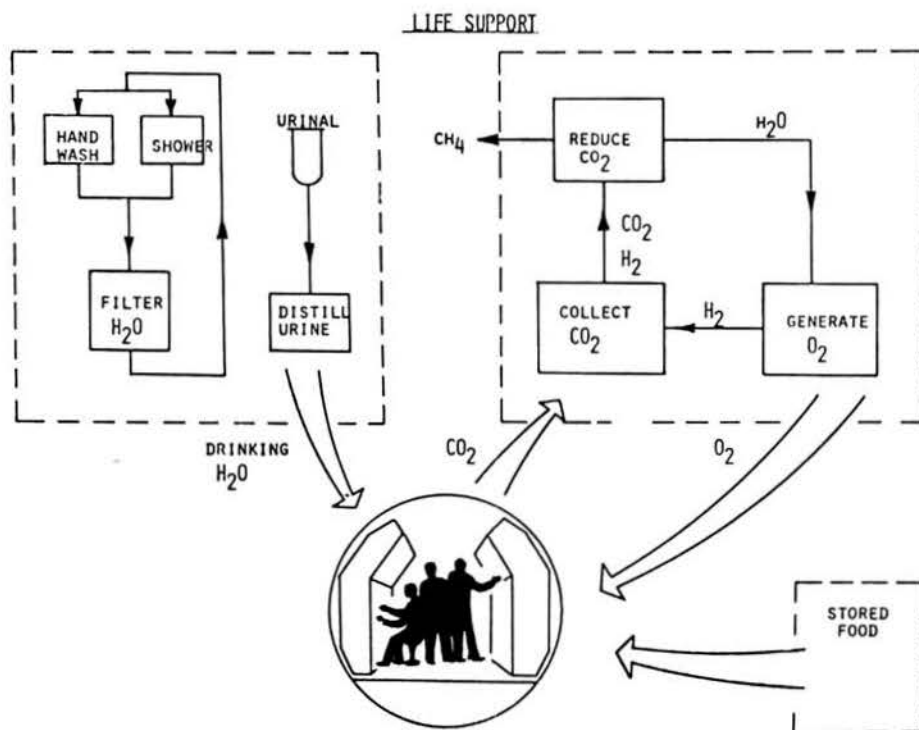 LIFE SUPPORT
HAND
WASH
SHOWER
URINAL
FILTER
H2O
DISTILL
URINE
CH4
REDUCE
CO2
H2O
CO2
H2
COLLECT
CO2
H2
GENERATE
O2
DRINKING
H2O
CO2
O2
STORED
FOOD